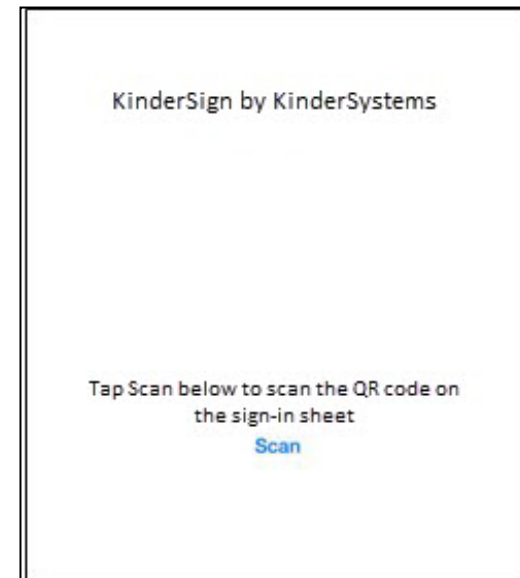 KinderSign by KinderSystems
Tap Scan below to scan the QR code on
the sign-in sheet
Scan